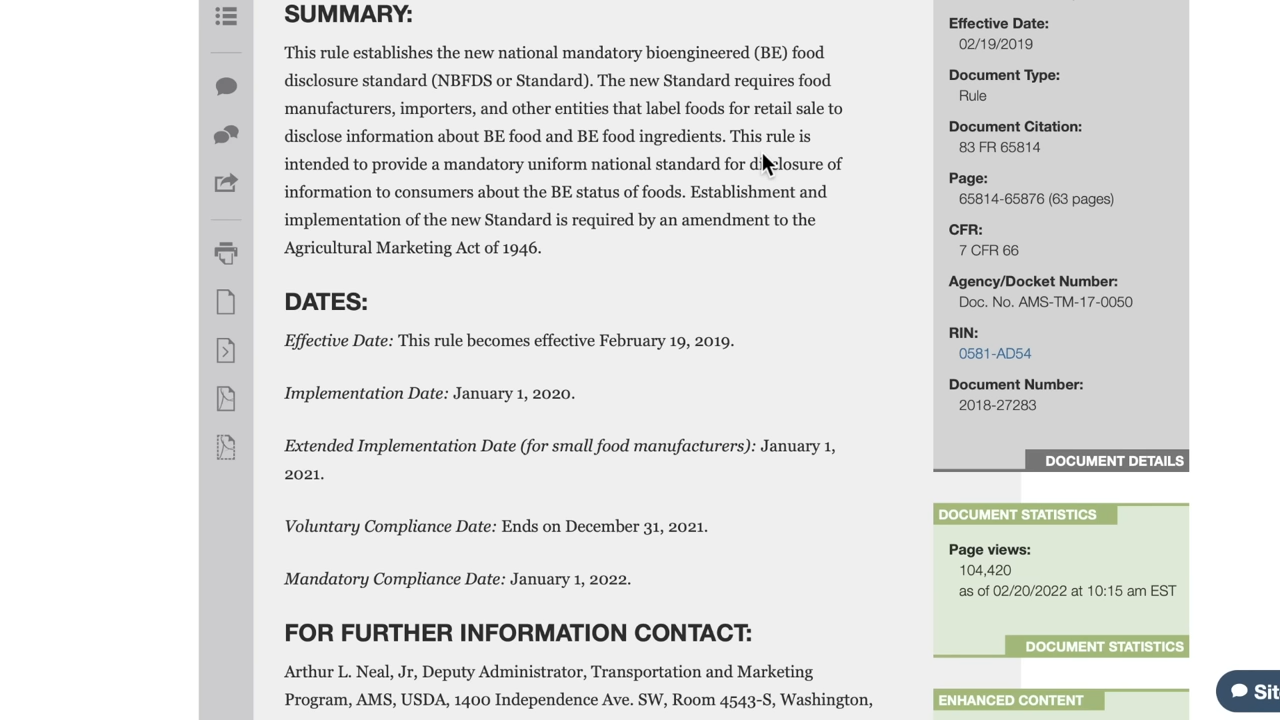 SUMMARY:
This rule establishes the new national mandatory bioengineered (BE) food
disclosure standard (NBFDS or Standard). The new Standard requires food
manufacturers, importers, and other entities that label foods for retail sale to
disclose information about BE food and BE food ingredients. This rule is
intended to provide a mandatory uniform national standard for disclosure of
information to consumers about the BE status of foods. Establishment and
implementation of the new Standard is required by an amendment to the
Agricultural Marketing Act of 1946.
DATES:
Effective Date: This rule becomes effective February 19, 2019.
Implementation Date: January 1, 2020.
Extended Implementation Date (for small food manufacturers): January 1,
2021.
Voluntary Compliance Date: Ends on December 31, 2021.
Mandatory Compliance Date: January 1, 2022.
FOR FURTHER INFORMATION CONTACT:
Arthur L. Neal, Jr, Deputy Administrator, Transportation and Marketing
Program, AMS, USDA, 1400 Independence Ave. SW, Room 4543-S, Washington,
Effective Date:
02/19/2019
Document Type:
Rule
Document Citation:
83 FR 65814
Page:
65814-65876 (63 pages)
CFR:
7 CFR 66
Agency/Docket Number:
Doc. No. AMS-TM-17-0050
RIN:
0581-AD54
Document Number:
2018-27283
DOCUMENT DETAILS
DOCUMENT STATISTICS
Page views:
104,420
as of 02/20/2022 at 10:15 am EST
DOCUMENT STATISTICS
ENHANCED CONTENT
Sit